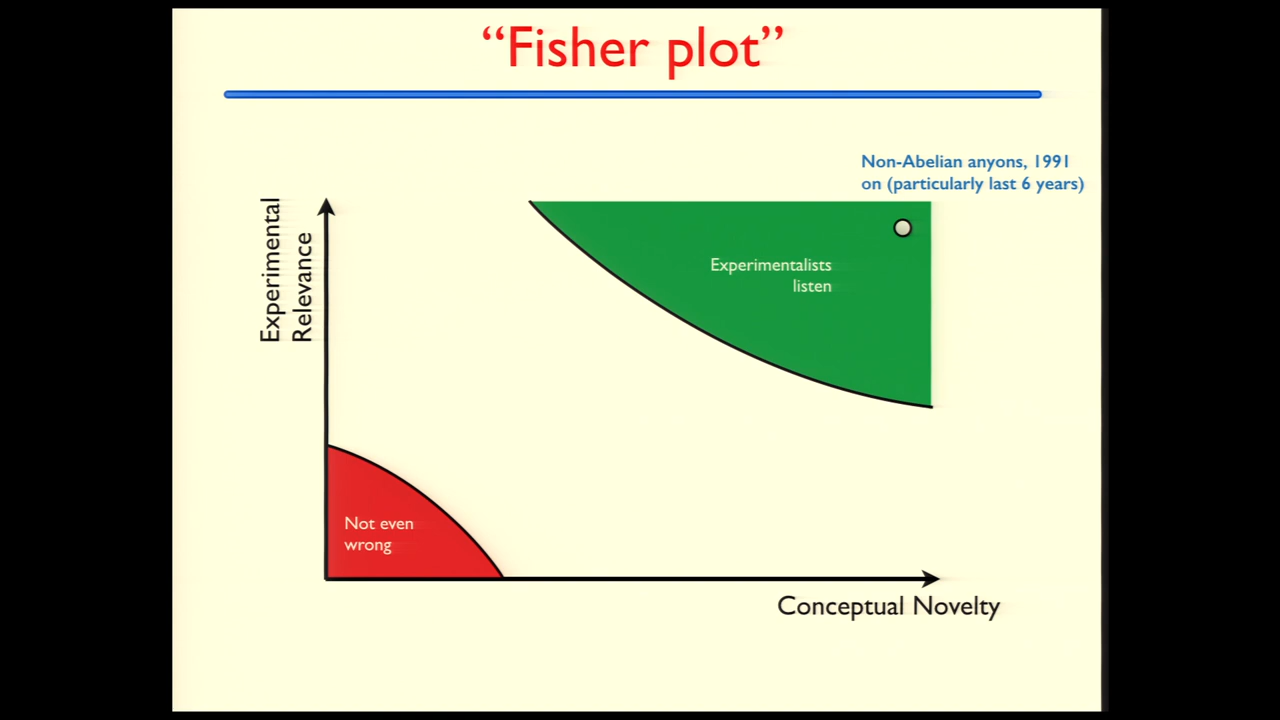 “Fisher plot”
Non-Abelian anyons, 1991
on (particularly last 6 years)
Experimental
Relevance
Experimentalists
listen
Not even
wrong
Conceptual Novelty